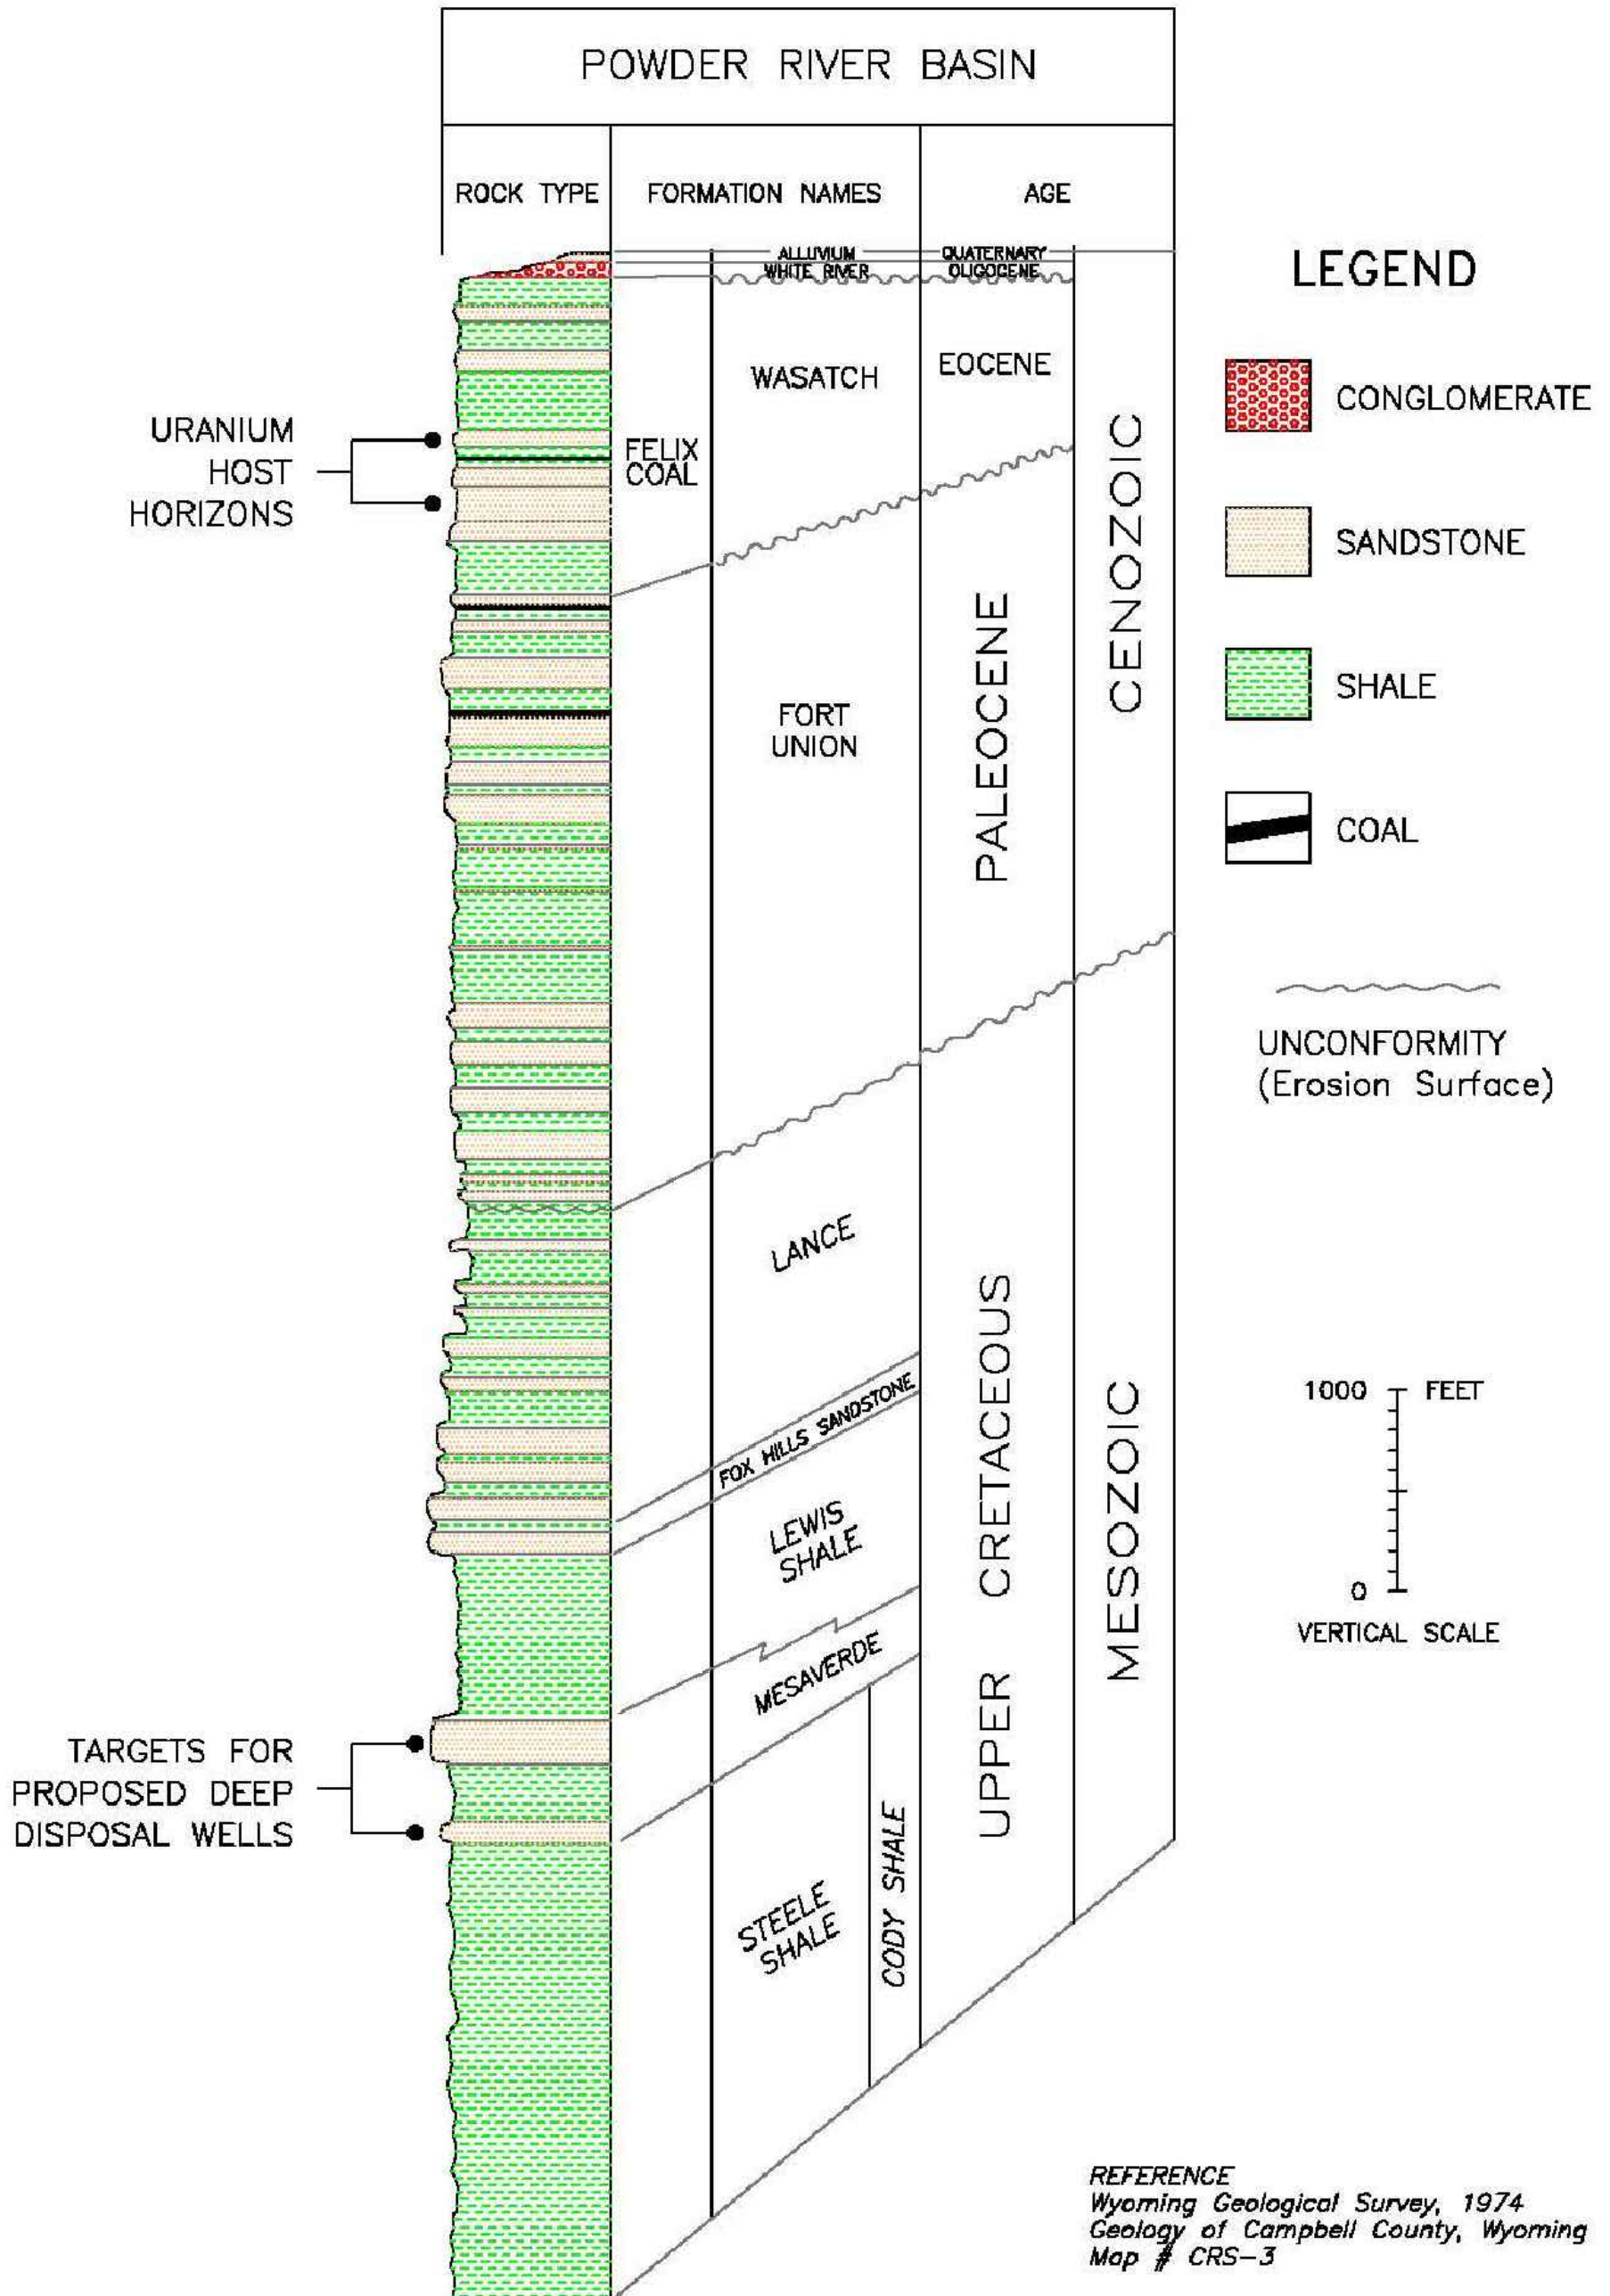 POWDER RIVER BASIN
ROCK TYPE
FORMATION NAMES
AGE
ALLUVIUM
QUATERNARY
WHITE RIVER
OLIGOCENE
LEGEND
WASATCH
EOCENE
CONGLOMERATE
URANIUM
HOST
HORIZONS
FELIX
COAL
CENOZOIC
SANDSTONE
PALEOCENE
SHALE
FORT
UNION
COAL
UNCONFORMITY
(Erosion Surface)
LANCE
FOX HILLS SANDSTONE
UPPER CRETACEOUS
MESOZOIC
1000 FEET
0
VERTICAL SCALE
LEWIS
SHALE
MESAVERDE
TARGETS FOR
PROPOSED DEEP
DISPOSAL WELLS
STEELE
SHALE
CODY SHALE
REFERENCE
Wyoming Geological Survey, 1974
Geology of Campbell County, Wyoming
Map # CRS-3